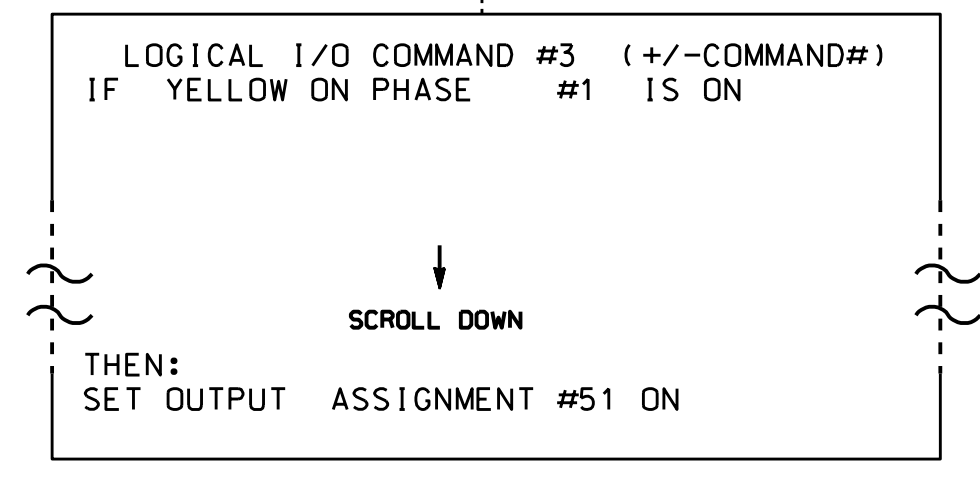 LOGICAL I/O COMMAND #3 (+/-COMMAND#)
IF YELLOW ON PHASE #1 IS ON
SCROLL DOWN
THEN:
SET OUTPUT ASSIGNMENT #51 ON